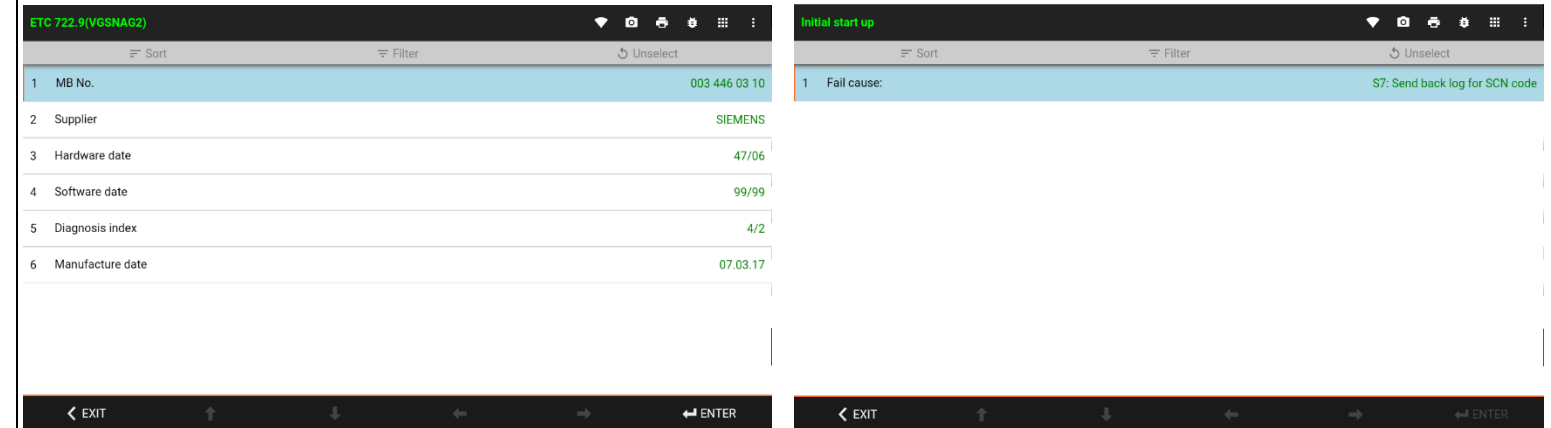 ETC 722.9(VGSNAG2)
Sort Filter Unselect
1 MB No. 003 446 03 10
2 Supplier SIEMENS
3 Hardware date 47/06
4 Software date 99/99
5 Diagnosis index 4/2
6 Manufacture date 07.03.17
EXIT ENTER
Initial start up
Sort Filter Unselect
1 Fail cause: S7: Send back log for SCN code
EXIT ENTER